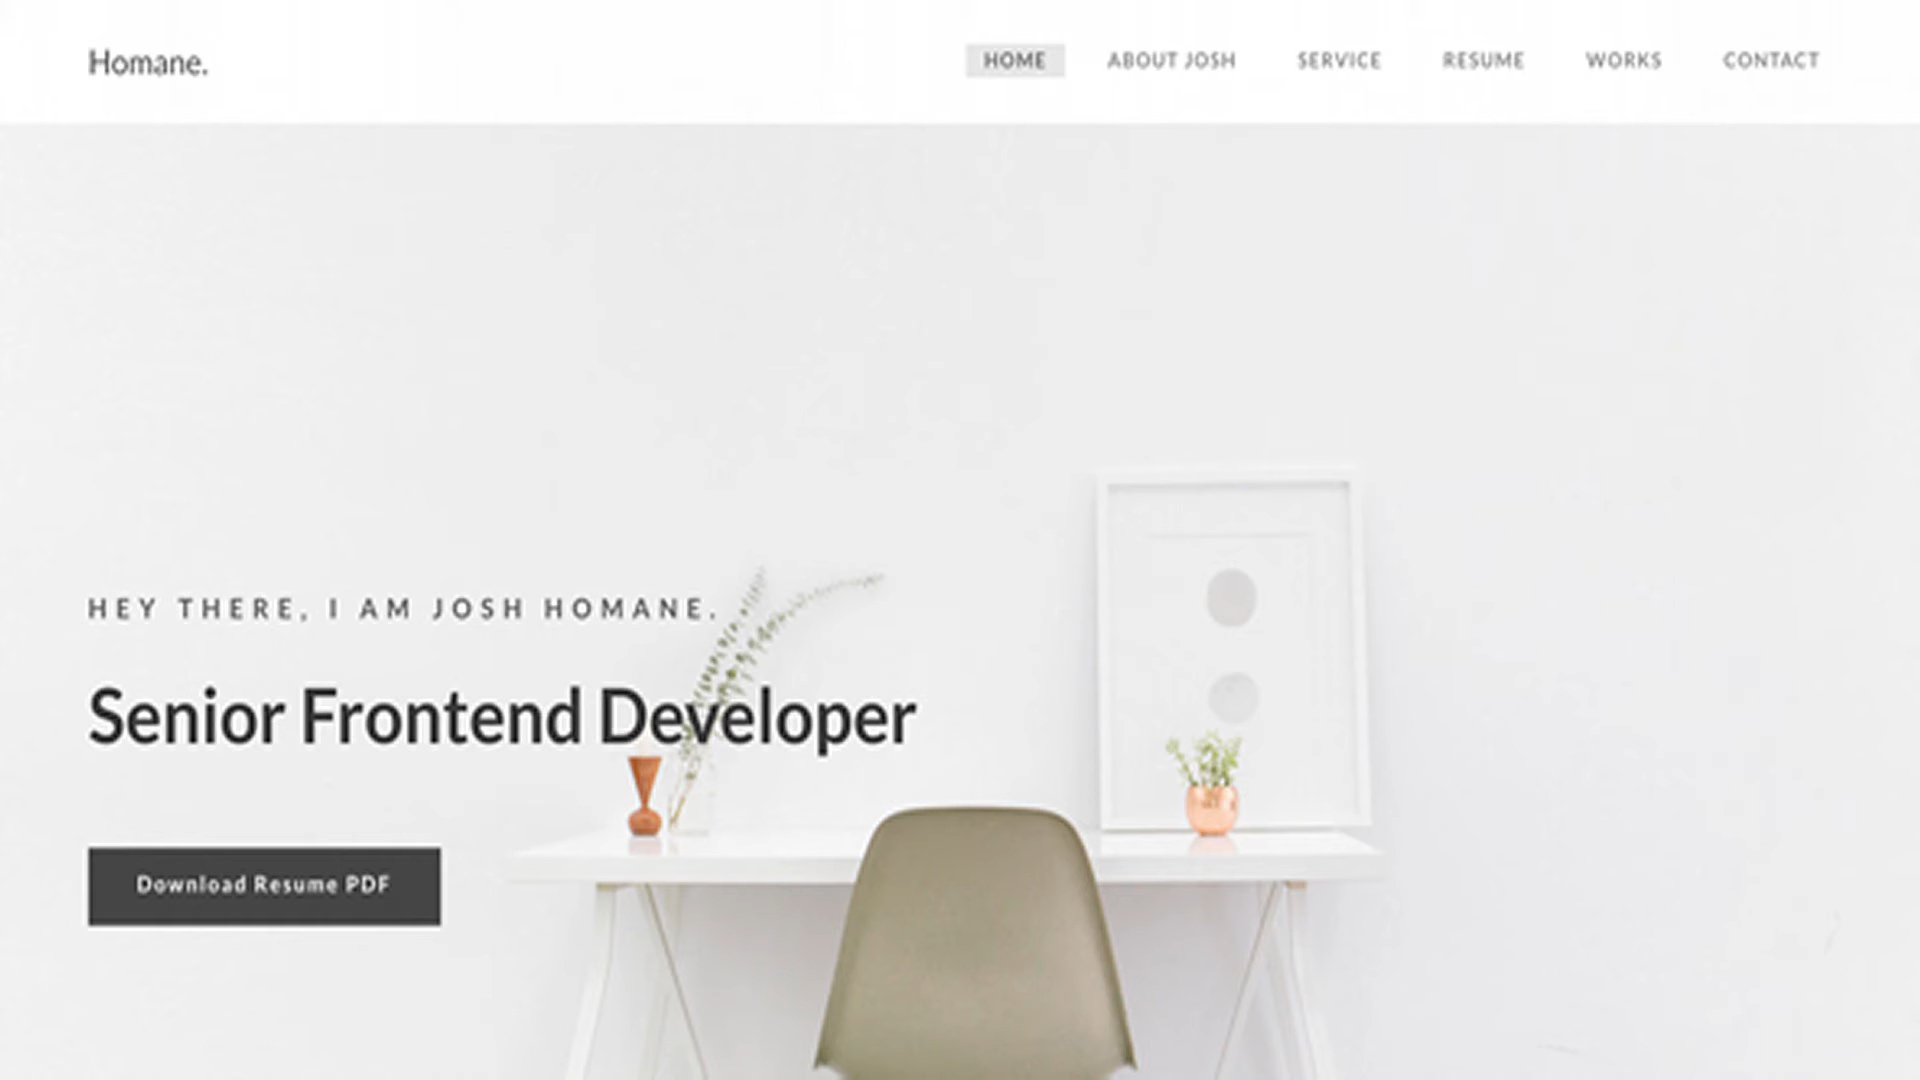 Homane.
HOME ABOUT JOSH SERVICE RESUME WORKS CONTACT
HEY THERE, I AM JOSH HOMANE.
Senior Frontend Developer
Download Resume PDF